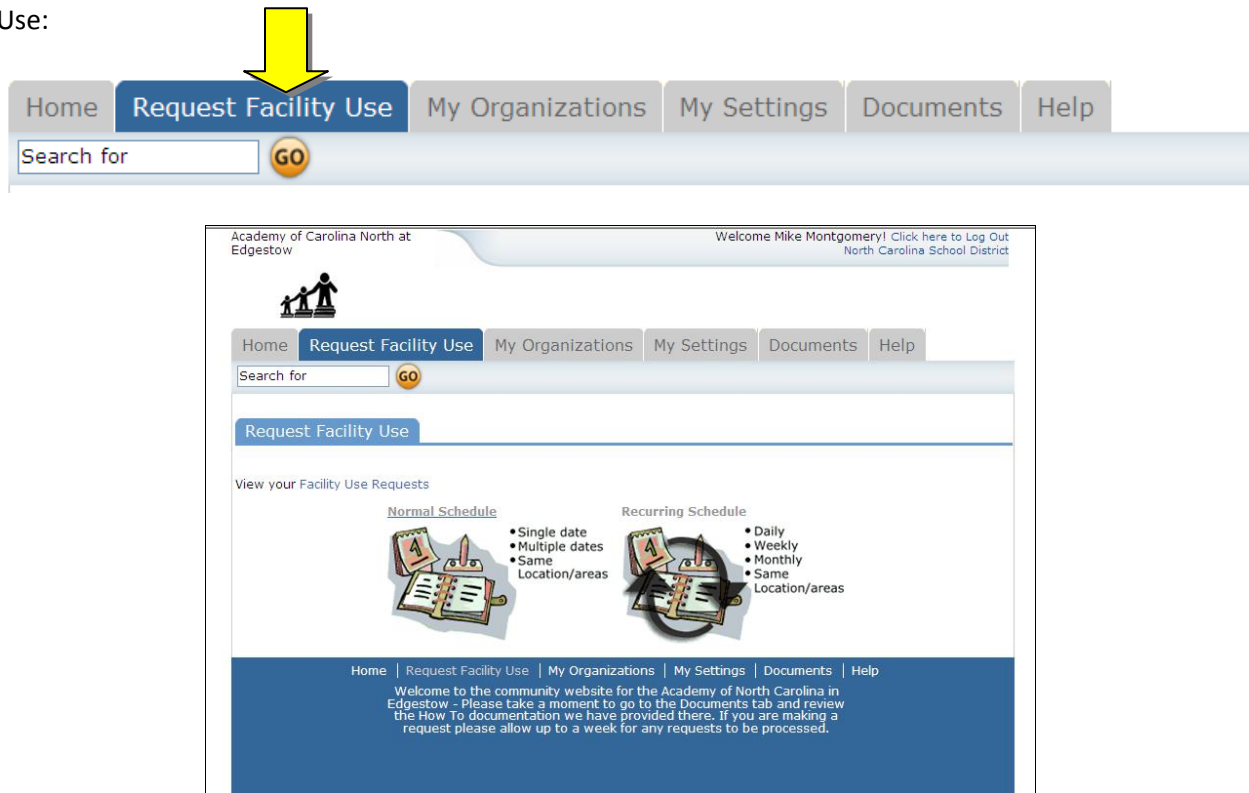 Use:
Home Request Facility Use My Organizations My Settings Documents Help
Search for GO
Academy of Carolina North at
Edgestow
Welcome Mike Montgomery! Click here to Log Out
North Carolina School District
Home Request Facility Use My Organizations My Settings Documents Help
Search for GO
Request Facility Use
View your Facility Use Requests
Normal Schedule
• Single date
• Multiple dates
• Same
Location/areas
Recurring Schedule
• Daily
• Weekly
• Monthly
• Same
Location/areas
Home | Request Facility Use | My Organizations | My Settings | Documents | Help
Welcome to the community website for the Academy of North Carolina in
Edgestow - Please take a moment to go to the Documents tab and review
the How To documentation we have provided there. If you are making a
request please allow up to a week for any requests to be processed.